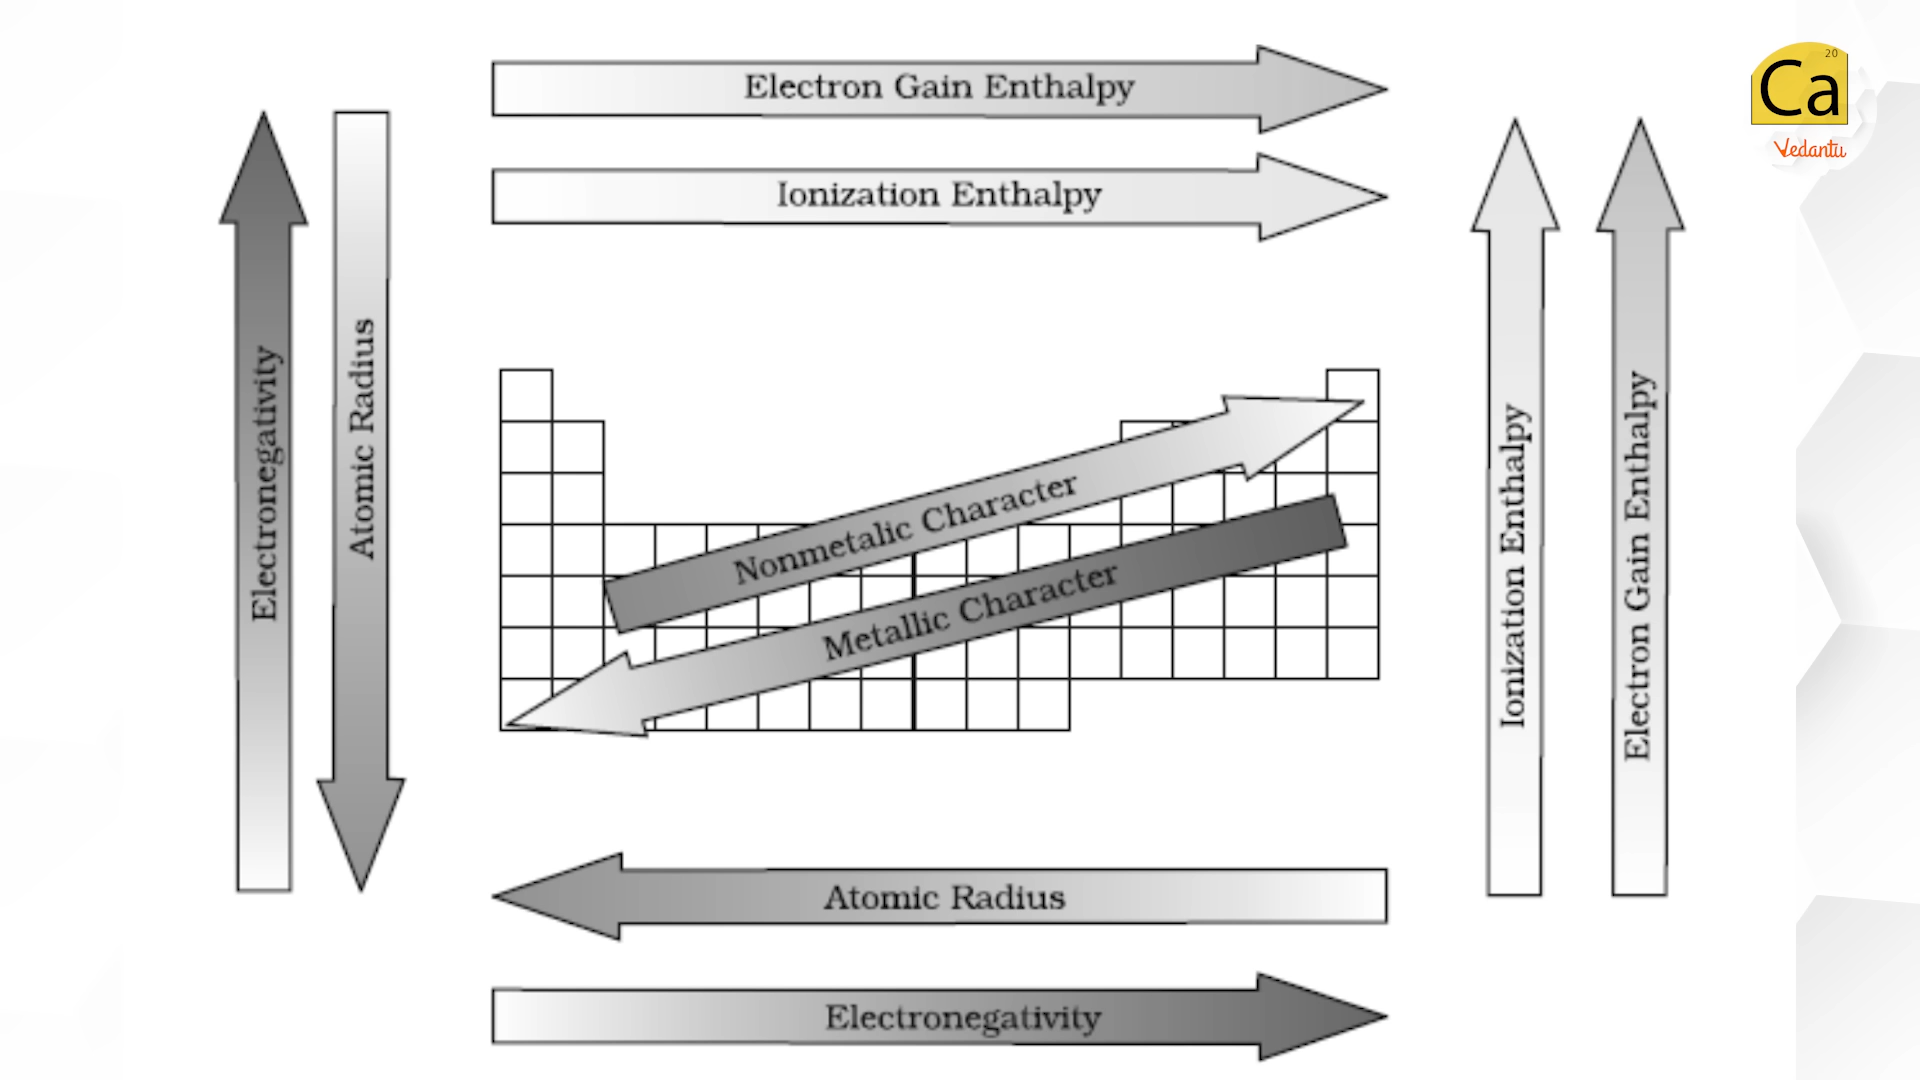 Electron Gain Enthalpy
Ionization Enthalpy
20
Ca
Vedantu
Electronegativity
Atomic Radius
Nonmetalic Character
Metallic Character
Ionization Enthalpy
Electron Gain Enthalpy
Atomic Radius
Electronegativity